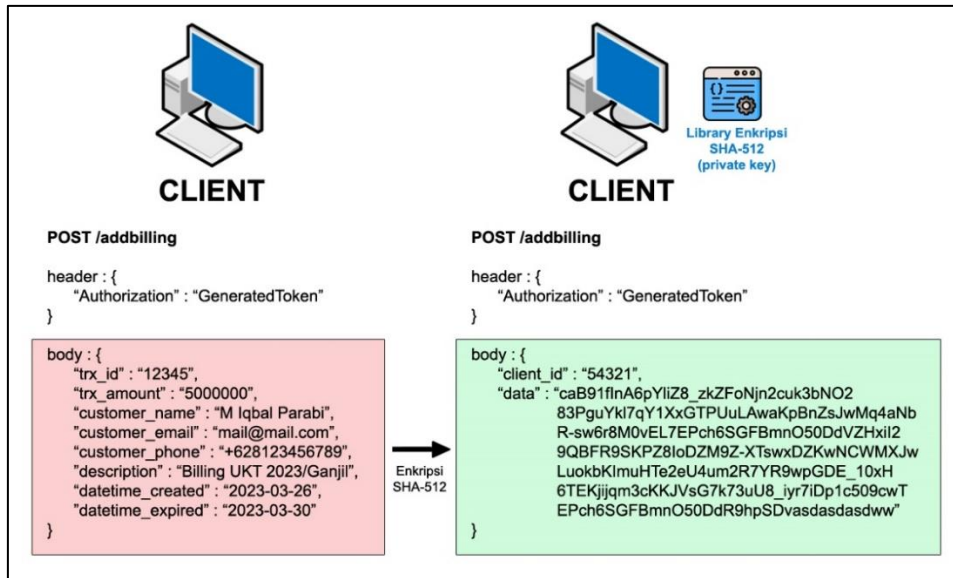 CLIENT
POST /addbilling
header : {
“Authorization” : “GeneratedToken”
}
body : {
“trx_id” : “12345”,
“trx_amount” : “5000000”,
“customer_name” : “M Iqbal Parabi”,
“customer_email” : “mail@mail.com”,
“customer_phone” : “+628123456789”,
“description” : “Billing UKT 2023/Ganjil”,
“datetime_created” : “2023-03-26”,
“datetime_expired” : “2023-03-30”
}
Enkripsi
SHA-512
Library Enkripsi
SHA-512
(private key)
CLIENT
POST /addbilling
header : {
“Authorization” : “GeneratedToken”
}
body : {
“client_id” : “54321”,
“data” : “caB91fInA6pYliZ8_zkZFoNjn2cuk3bNO2
83PguYkl7qY1XxGTPUuLAwaKpBnZsJwMq4aNb
R-sw6r8M0vEL7EPch6SGFBmnO50DdVZHxiI2
9QBFR9SKPZ8IoDZM9Z-XTswxDZKwNCWMXJw
LuokbKImuHTe2eU4um2R7YR9wpGDE_10xH
6TEKjijqm3cKKJVsG7k73uU8_iyr7iDp1c509cwT
EPch6SGFBmnO50DdR9hpSDvasdasdasdww”
}